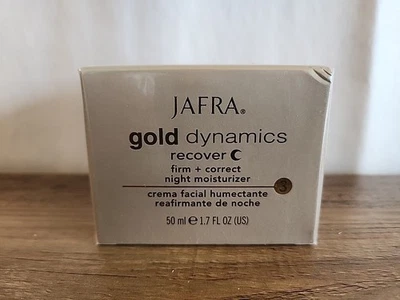 JAFRA®
gold dynamics
recover
firm + correct
night moisturizer
3
crema facial humectante
reafirmante de noche
50 ml ℮ 1.7 FL OZ (US)